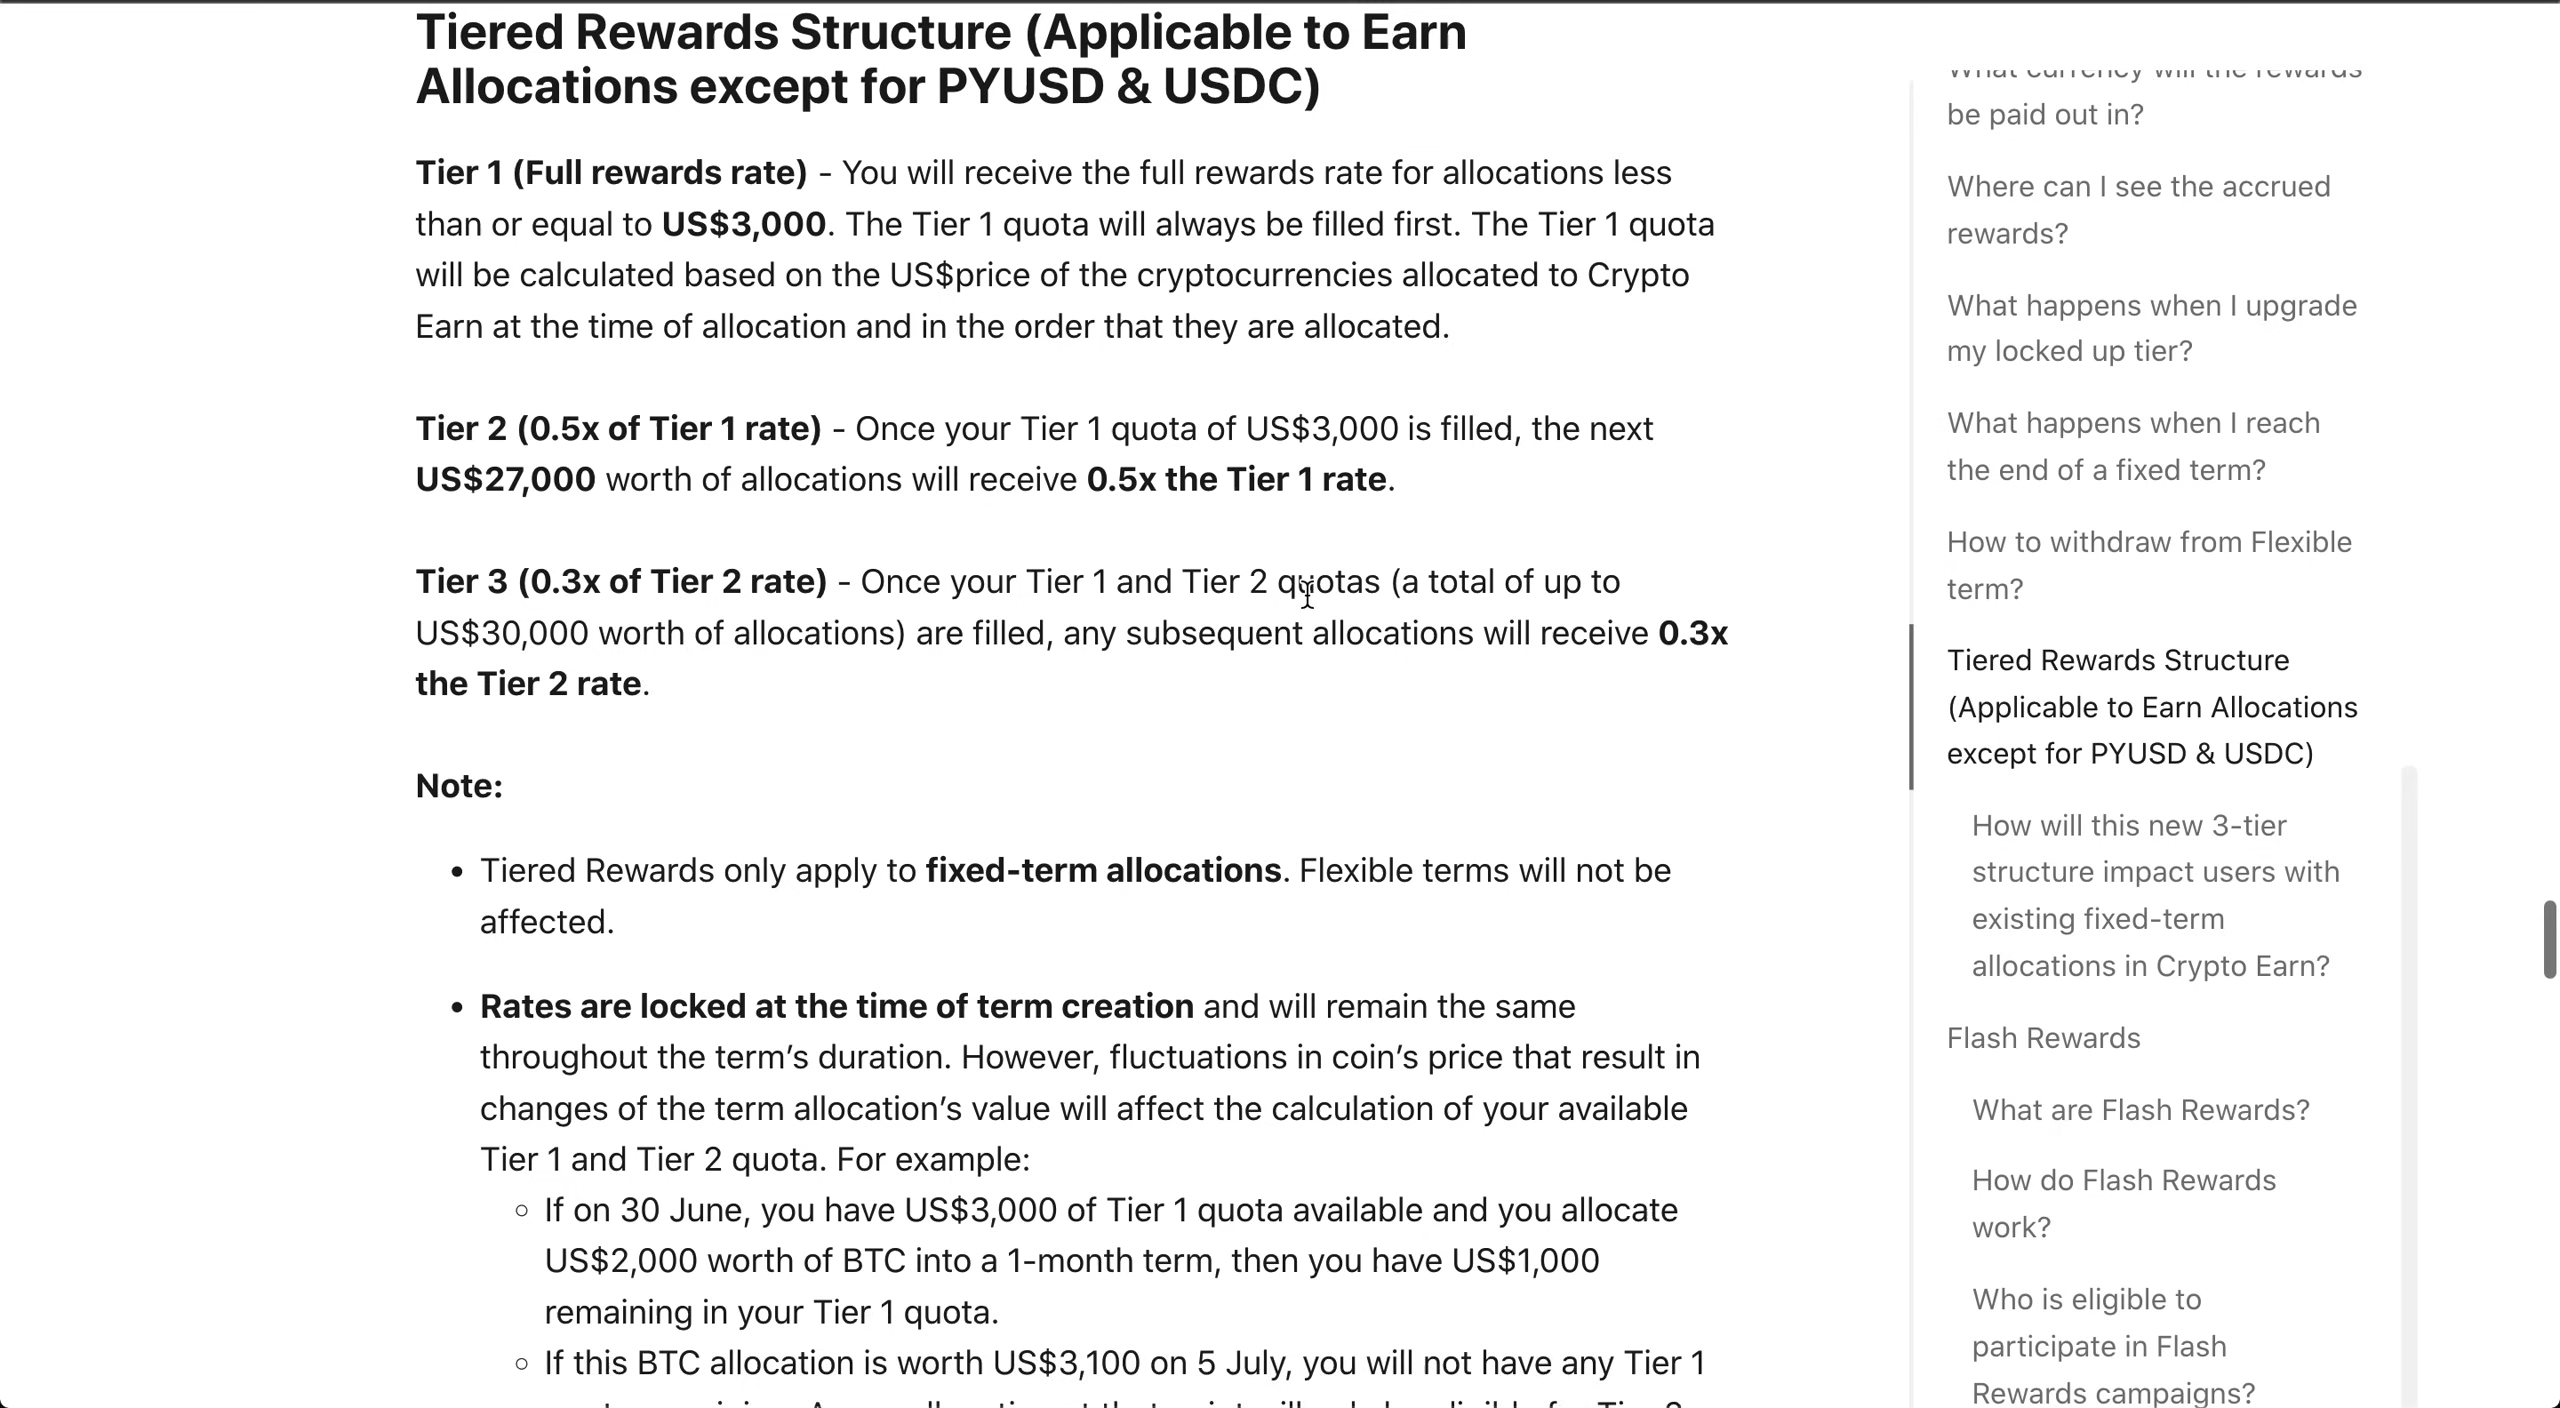 Tiered Rewards Structure (Applicable to Earn
Allocations except for PYUSD & USDC)
Tier 1 (Full rewards rate) - You will receive the full rewards rate for allocations less
than or equal to US$3,000. The Tier 1 quota will always be filled first. The Tier 1 quota
will be calculated based on the US$price of the cryptocurrencies allocated to Crypto
Earn at the time of allocation and in the order that they are allocated.
Tier 2 (0.5x of Tier 1 rate) - Once your Tier 1 quota of US$3,000 is filled, the next
US$27,000 worth of allocations will receive 0.5x the Tier 1 rate.
Tier 3 (0.3x of Tier 2 rate) - Once your Tier 1 and Tier 2 quotas (a total of up to
US$30,000 worth of allocations) are filled, any subsequent allocations will receive 0.3x
the Tier 2 rate.
Note:
• Tiered Rewards only apply to fixed-term allocations. Flexible terms will not be
affected.
• Rates are locked at the time of term creation and will remain the same
throughout the term’s duration. However, fluctuations in coin’s price that result in
changes of the term allocation’s value will affect the calculation of your available
Tier 1 and Tier 2 quota. For example:
◦ If on 30 June, you have US$3,000 of Tier 1 quota available and you allocate
US$2,000 worth of BTC into a 1-month term, then you have US$1,000
remaining in your Tier 1 quota.
◦ If this BTC allocation is worth US$3,100 on 5 July, you will not have any Tier 1
What currency will the rewards
be paid out in?
Where can I see the accrued
rewards?
What happens when I upgrade
my locked up tier?
What happens when I reach
the end of a fixed term?
How to withdraw from Flexible
term?
Tiered Rewards Structure
(Applicable to Earn Allocations
except for PYUSD & USDC)
How will this new 3-tier
structure impact users with
existing fixed-term
allocations in Crypto Earn?
Flash Rewards
What are Flash Rewards?
How do Flash Rewards
work?
Who is eligible to
participate in Flash
Rewards campaigns?